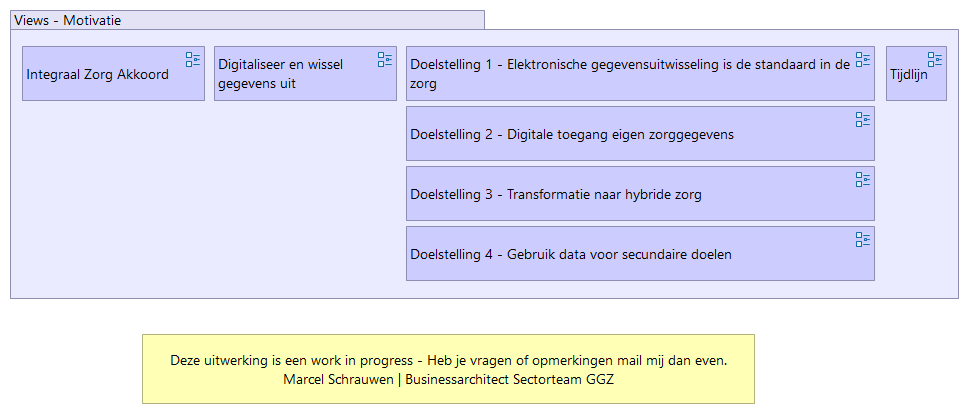 Views - Motivatie
Integraal Zorg Akkoord
Digitaliseer en wissel
gegevens uit
Doelstelling 1 - Elektronische gegevensuitwisseling is de standaard in de
zorg
Tijdlijn
Doelstelling 2 - Digitale toegang eigen zorggegevens
Doelstelling 3 - Transformatie naar hybride zorg
Doelstelling 4 - Gebruik data voor secundaire doelen
Deze uitwerking is een work in progress - Heb je vragen of opmerkingen mail mij dan even.
Marcel Schrauwen | Businessarchitect Sectorteam GGZ